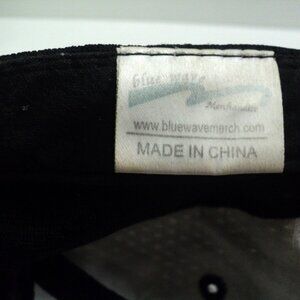 blue wave
Merchandise
www.bluewavemerch.com
MADE IN CHINA